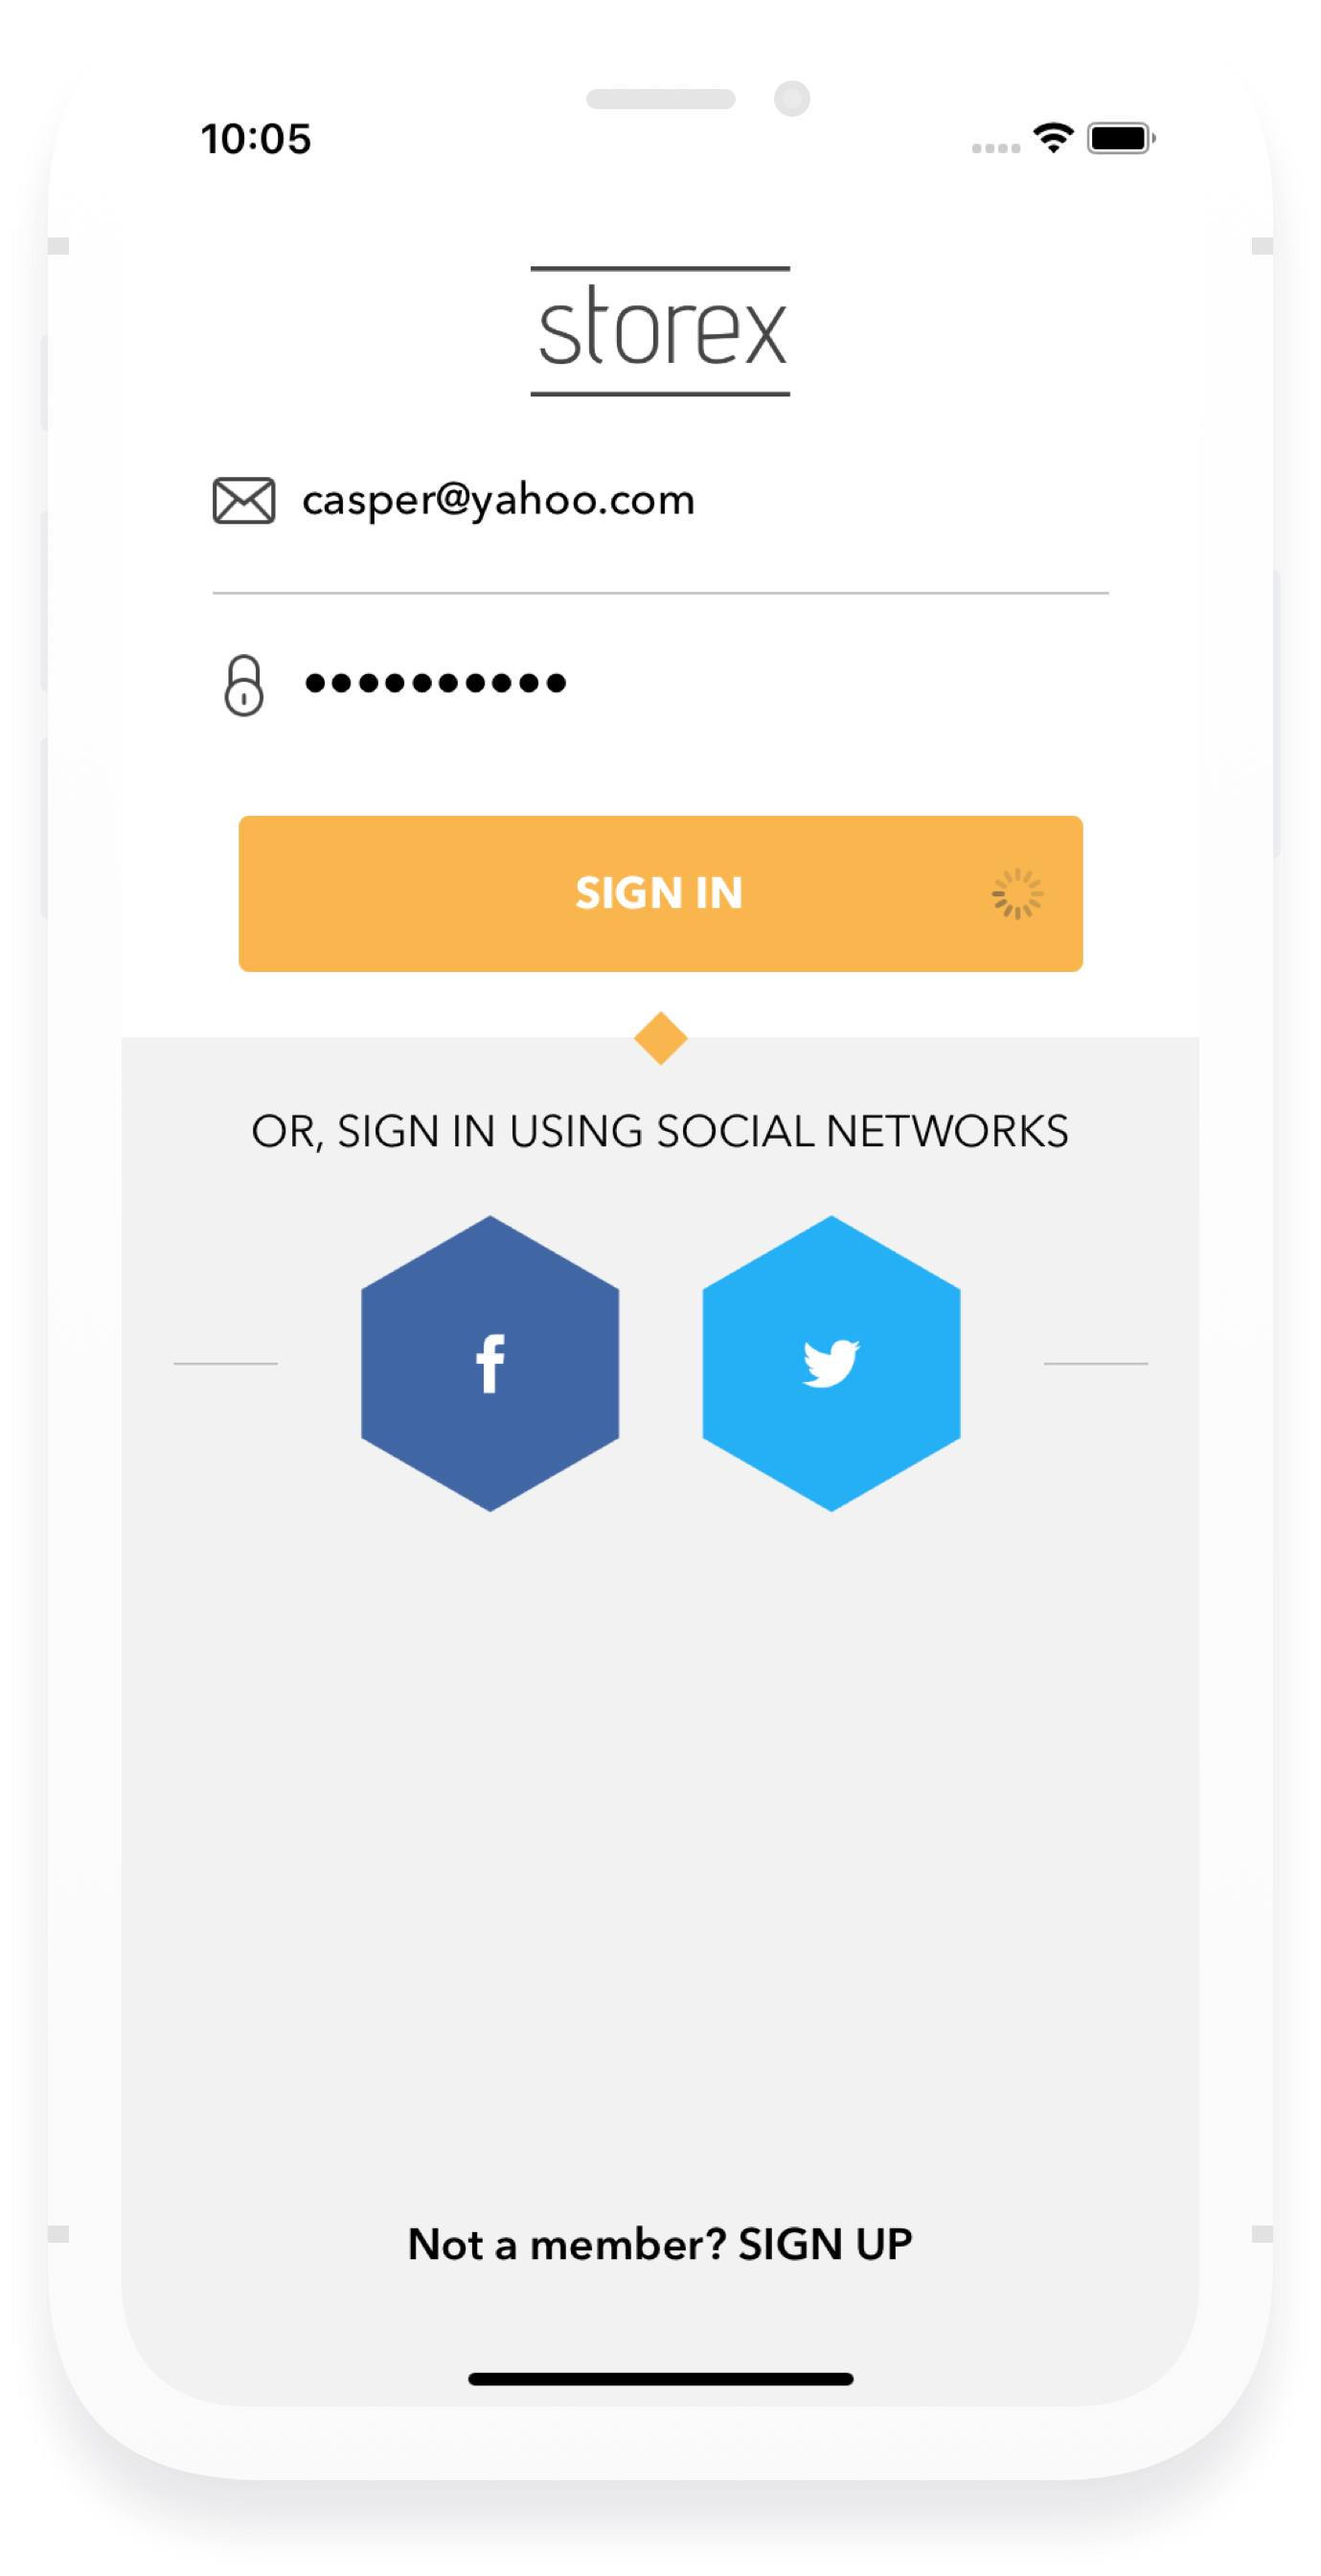 10:05
storex
casper@yahoo.com
●●●●●●●●●●
SIGN IN
OR, SIGN IN USING SOCIAL NETWORKS
f
Not a member? SIGN UP